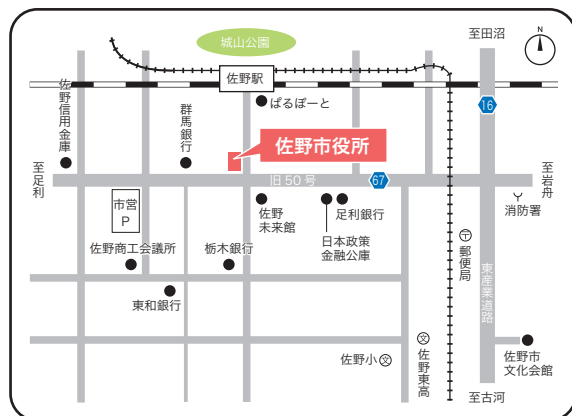 城山公園
至田沼
N
佐野駅
ぱるぽーと
16
佐野信用金庫
群馬銀行
佐野市役所
至足利
旧50号
67
至岩舟
市営
P
佐野
未来館
足利銀行
日本政策
金融公庫
消防署
〒
郵便局
佐野商工会議所
栃木銀行
東和銀行
東産業道路
佐野小
文
文
佐野東高
佐野市
文化会館
至古河